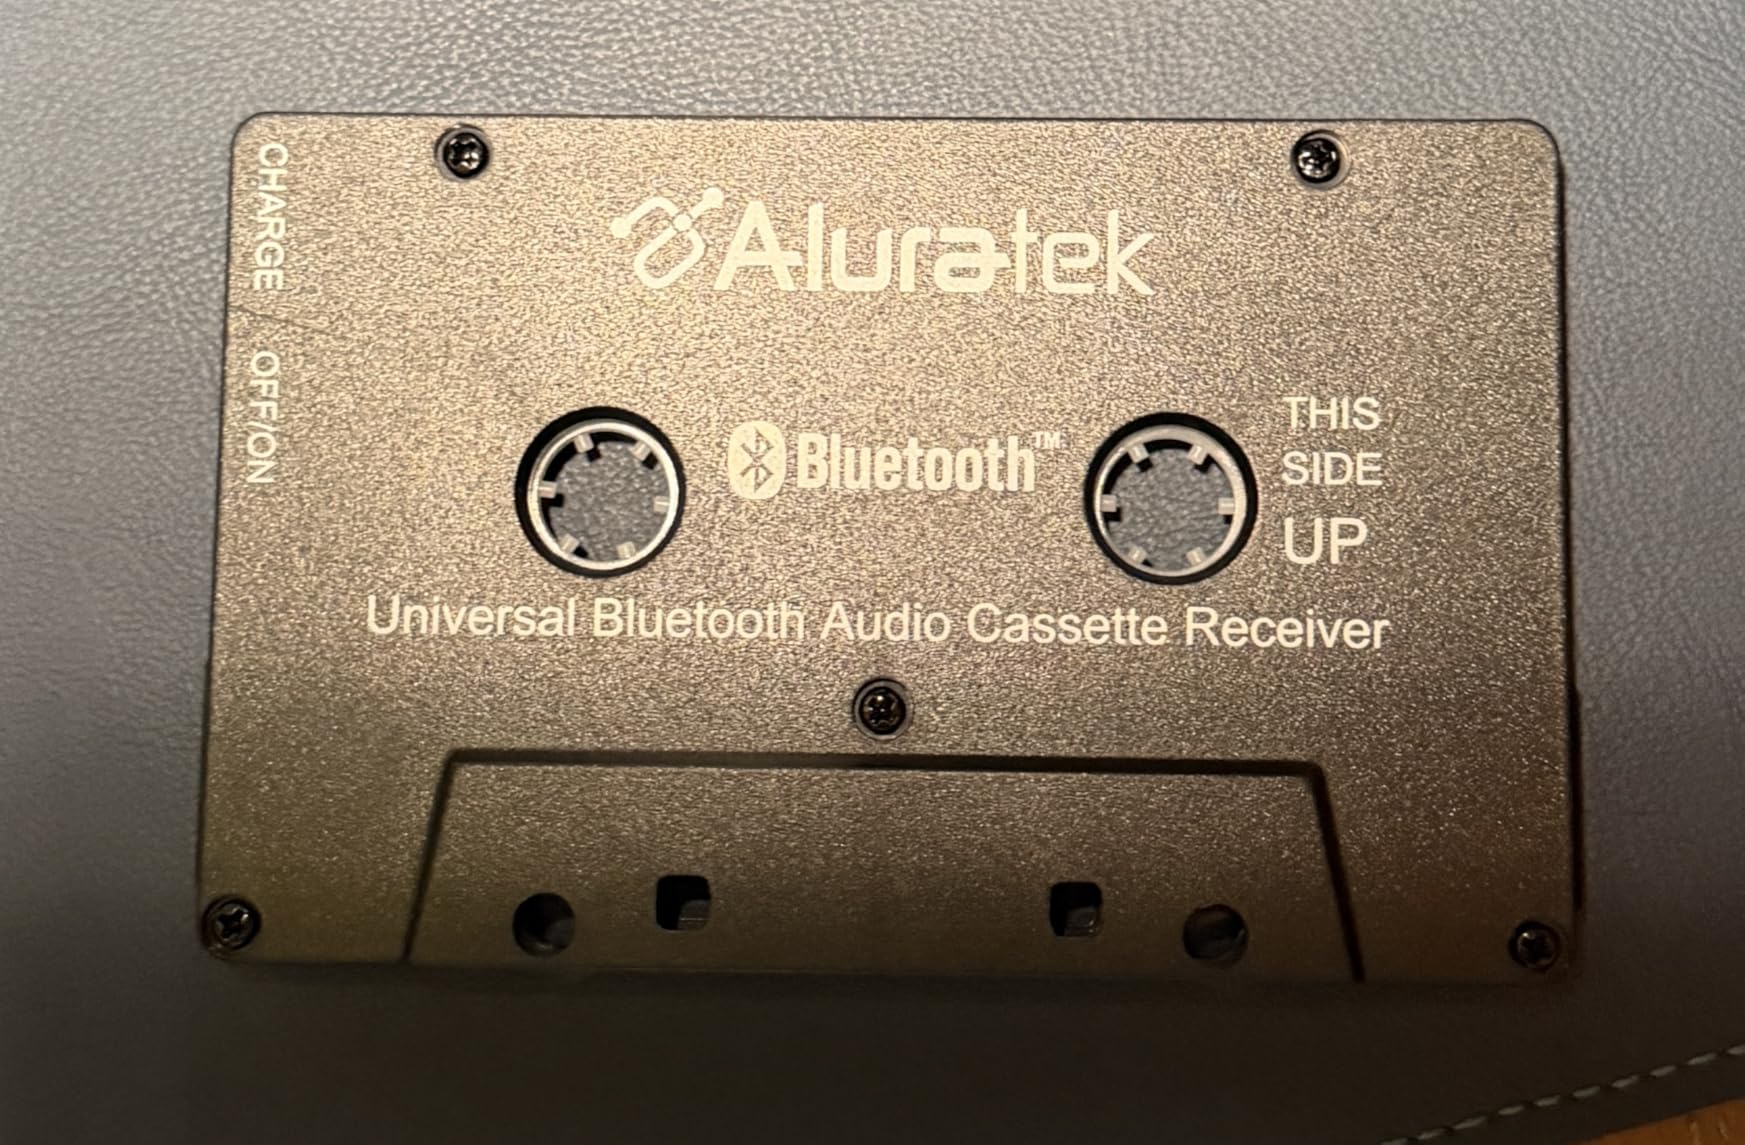 Aluratek
CHARGE
OFF/ON
Bluetooth™
THIS
SIDE
UP
Universal Bluetooth Audio Cassette Receiver